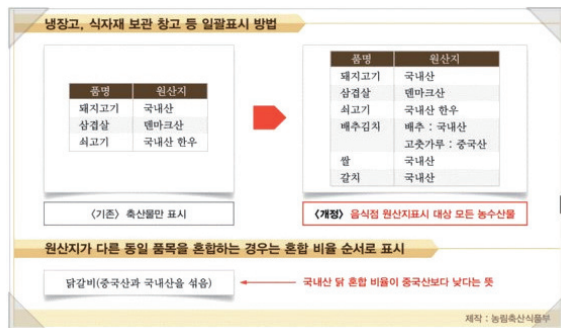 냉장고, 식자재 보관 창고 등 일괄표시 방법
품명 원산지
돼지고기 국내산
삼겹살 덴마크산
쇠고기 국내산 한우
〈기존〉 축산물만 표시
품명 원산지
돼지고기 국내산
삼겹살 덴마크산
쇠고기 국내산 한우
배추김치 배추 : 국내산
고춧가루 : 중국산
쌀 국내산
갈치 국내산
〈개정〉 음식점 원산지표시 대상 모든 농수산물
원산지가 다른 동일 품목을 혼합하는 경우는 혼합 비율 순서로 표시
닭갈비(중국산과 국내산을 섞음)
국내산 닭 혼합 비율이 중국산보다 낮다는 뜻
제작 : 농림축산식품부